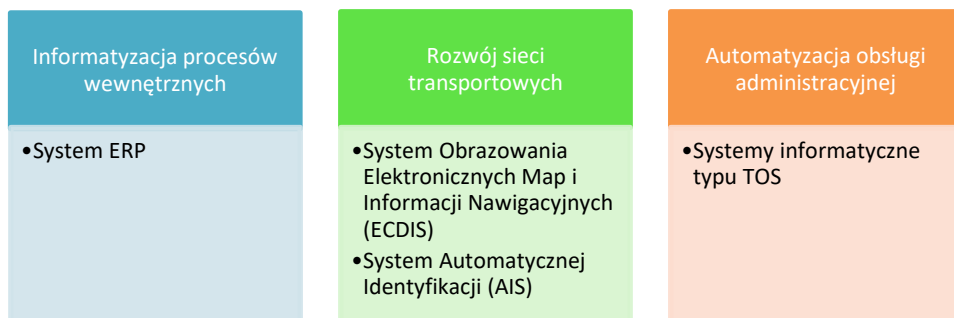 Informatyzacja procesów
wewnętrznych
•System ERP
Rozwój sieci
transportowych
•System Obrazowania
Elektronicznych Map i
Informacji Nawigacyjnych
(ECDIS)
•System Automatycznej
Identyfikacji (AIS)
Automatyzacja obsługi
administracyjnej
•Systemy informatyczne
typu TOS